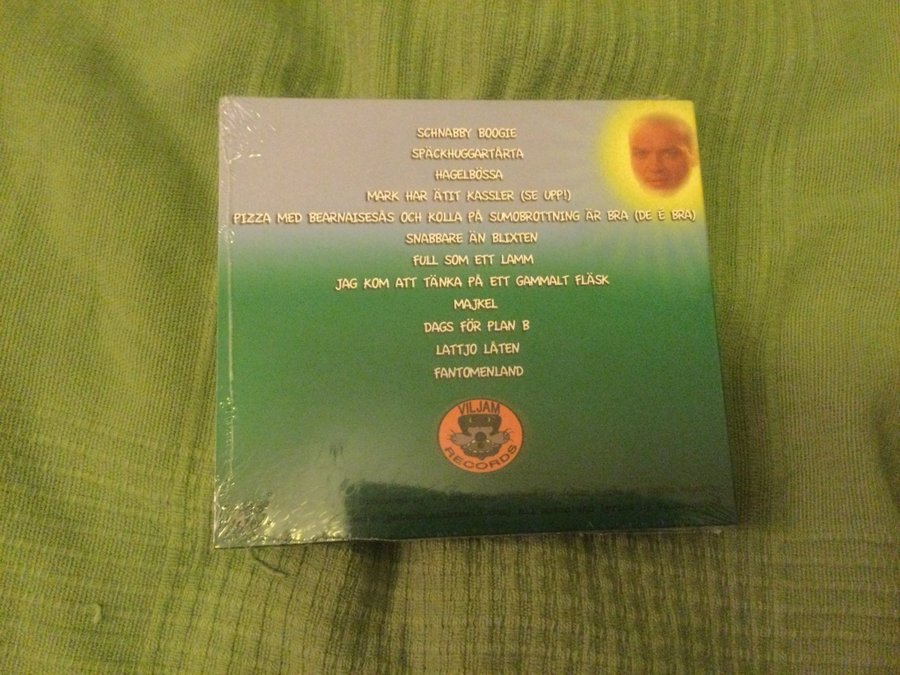 SCHNABBY BOOGIE
SPÄCKHUGGARTÅRTA
HAGELBÖSSA
MARK HAR ÄTIT KASSLER (SE UPP!)
PIZZA MED BEARNAISESÅS OCH KOLLA PÅ SUMOBROTTNING ÄR BRA (DE E BRA)
SNABBARE ÄN BLIXTEN
FULL SOM ETT LAMM
JAG KOM ATT TÄNKA PÅ ETT GAMMALT FLÄSK
MAJKEL
DAGS FÖR PLAN B
LATTJO LÅTEN
FANTOMENLAND
VILJAM
RECORDS